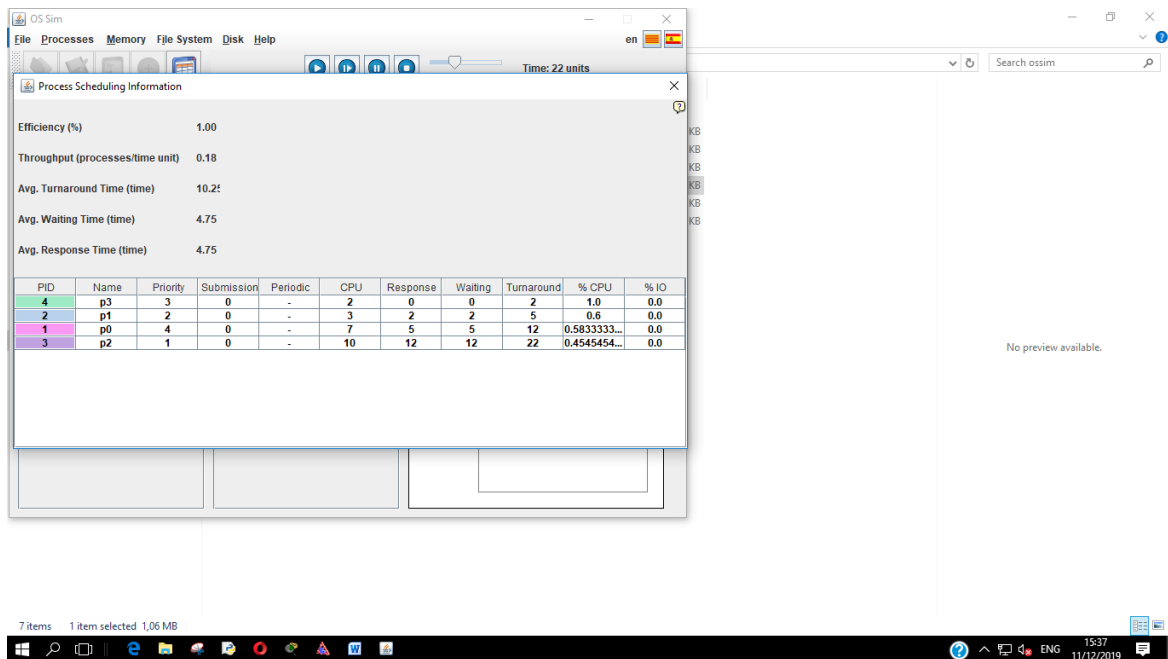 OS Sim
File Processes Memory File System Disk Help en
Time: 22 units
Search ossim
Process Scheduling Information
Efficiency (%) 1.00
Throughput (processes/time unit) 0.18
Avg. Turnaround Time (time) 10.25
Avg. Waiting Time (time) 4.75
Avg. Response Time (time) 4.75
KB
KB
KB
KB
KB
KB
PID Name Priority Submission Periodic CPU Response Waiting Turnaround % CPU % IO
4 p3 3 0 - 2 0 0 2 1.0 0.0
2 p1 2 0 - 3 2 2 5 0.6 0.0
1 p0 4 0 - 7 5 5 12 0.5833333... 0.0
3 p2 1 0 - 10 12 12 22 0.4545454... 0.0
No preview available.
7 items 1 item selected 1,06 MB
ENG 15:37
11/12/2019